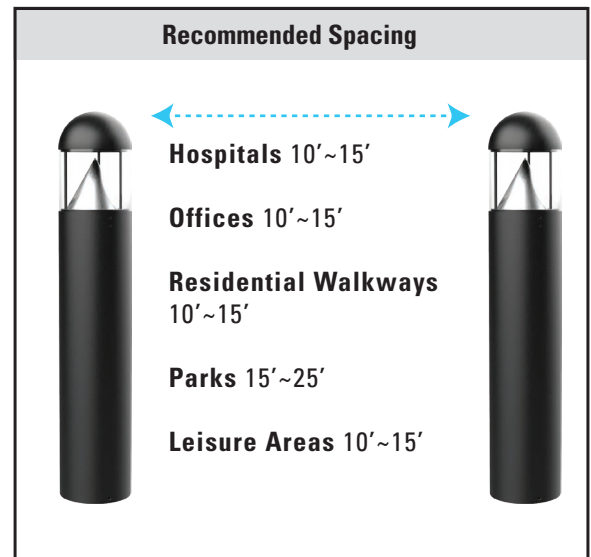 Recommended Spacing
Hospitals 10′~15′
Offices 10′~15′
Residential Walkways
10′~15′
Parks 15′~25′
Leisure Areas 10′~15′